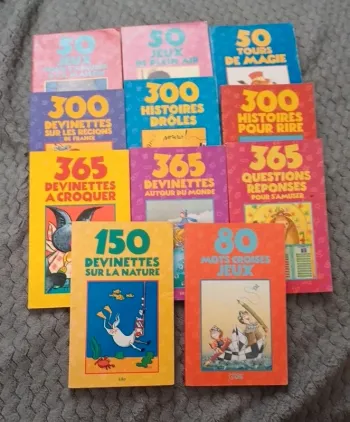 50
JEUX
50
JEUX
DE PLEIN AIR
50
TOURS
DE MAGIE
300
DEVINETTES
SUR LES RÉGIONS
DE FRANCE
300
HISTOIRES
DRÔLES
300
HISTOIRES
POUR RIRE
365
DEVINETTES
A CROQUER
365
DEVINETTES
AUTOUR DU MONDE
365
QUESTIONS
RÉPONSES
POUR S'AMUSER
150
DEVINETTES
SUR LA NATURE
80
MOTS CROISÉS
JEUX